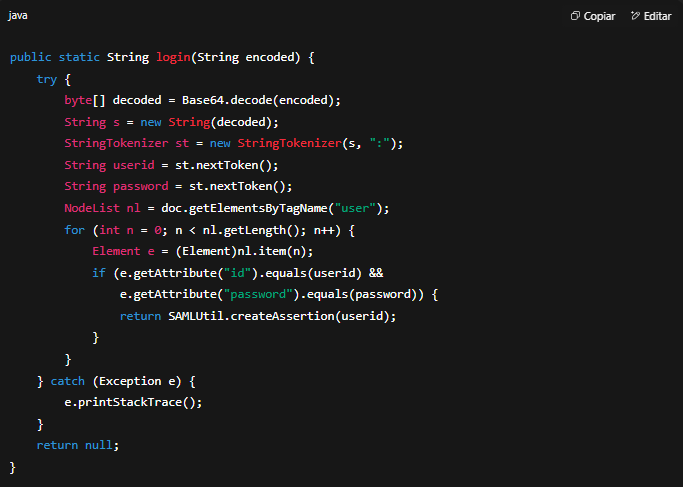 java
Copiar Editar
public static String login(String encoded) {
    try {
        byte[] decoded = Base64.decode(encoded);
        String s = new String(decoded);
        StringTokenizer st = new StringTokenizer(s, ":");
        String userid = st.nextToken();
        String password = st.nextToken();
        NodeList nl = doc.getElementsByTagName("user");
        for (int n = 0; n < nl.getLength(); n++) {
            Element e = (Element)nl.item(n);
            if (e.getAttribute("id").equals(userid) &&
                e.getAttribute("password").equals(password)) {
                return SAMLUtil.createAssertion(userid);
            }
        }
    } catch (Exception e) {
        e.printStackTrace();
    }
    return null;
}